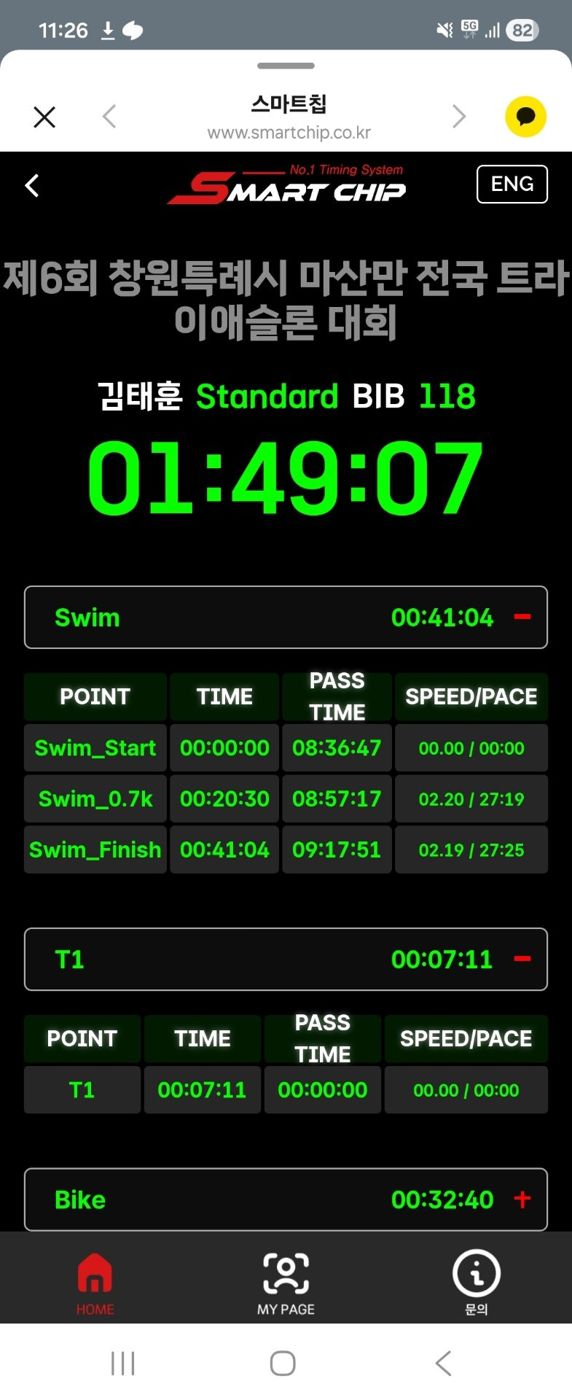 11:26
5G
82
스마트칩
www.smartchip.co.kr
No.1 Timing System
SMART CHIP
ENG
제6회 창원특례시 마산만 전국 트라
이애슬론 대회
김태훈 Standard BIB 118
01:49:07
Swim 00:41:04 −
POINT TIME PASS TIME SPEED/PACE
Swim_Start 00:00:00 08:36:47 00.00 / 00:00
Swim_0.7k 00:20:30 08:57:17 02.20 / 27:19
Swim_Finish 00:41:04 09:17:51 02.19 / 27:25
T1 00:07:11 −
POINT TIME PASS TIME SPEED/PACE
T1 00:07:11 00:00:00 00.00 / 00:00
Bike 00:32:40 +
HOME MY PAGE 문의